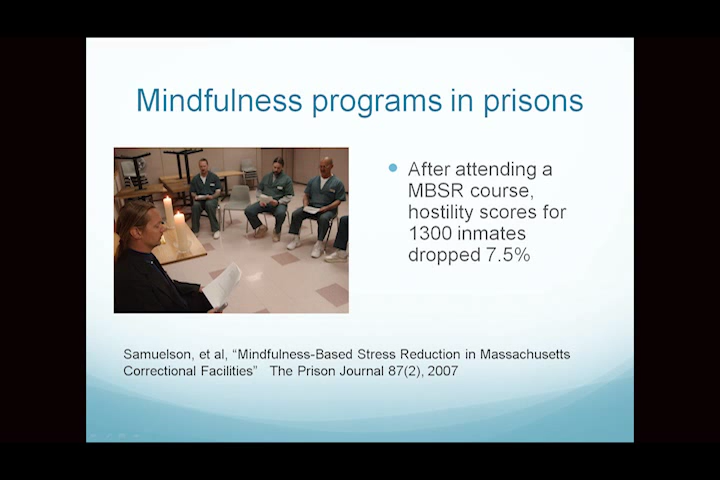 Mindfulness programs in prisons
After attending a
MBSR course,
hostility scores for
1300 inmates
dropped 7.5%
Samuelson, et al, “Mindfulness-Based Stress Reduction in Massachusetts
Correctional Facilities”   The Prison Journal 87(2), 2007